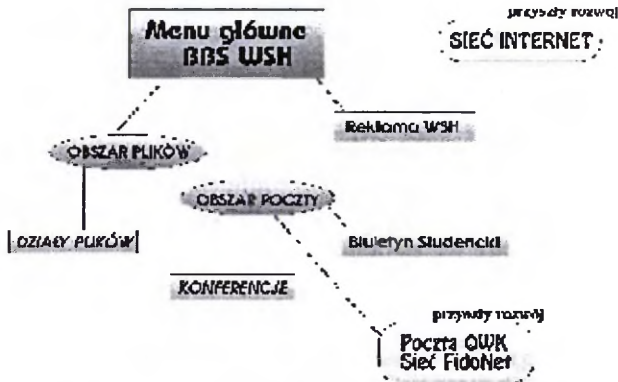 przyszły rozwój
Menu główne
BBS WSH
SIEĆ INTERNET
Reklama WSH
OBSZAR PLIKÓW
OBSZAR POCZTY
DZIAŁY PLIKÓW
Biuletyn Studencki
KONFERENCJE
przyszły rozwój
Poczta QWK
Sieć FidoNet